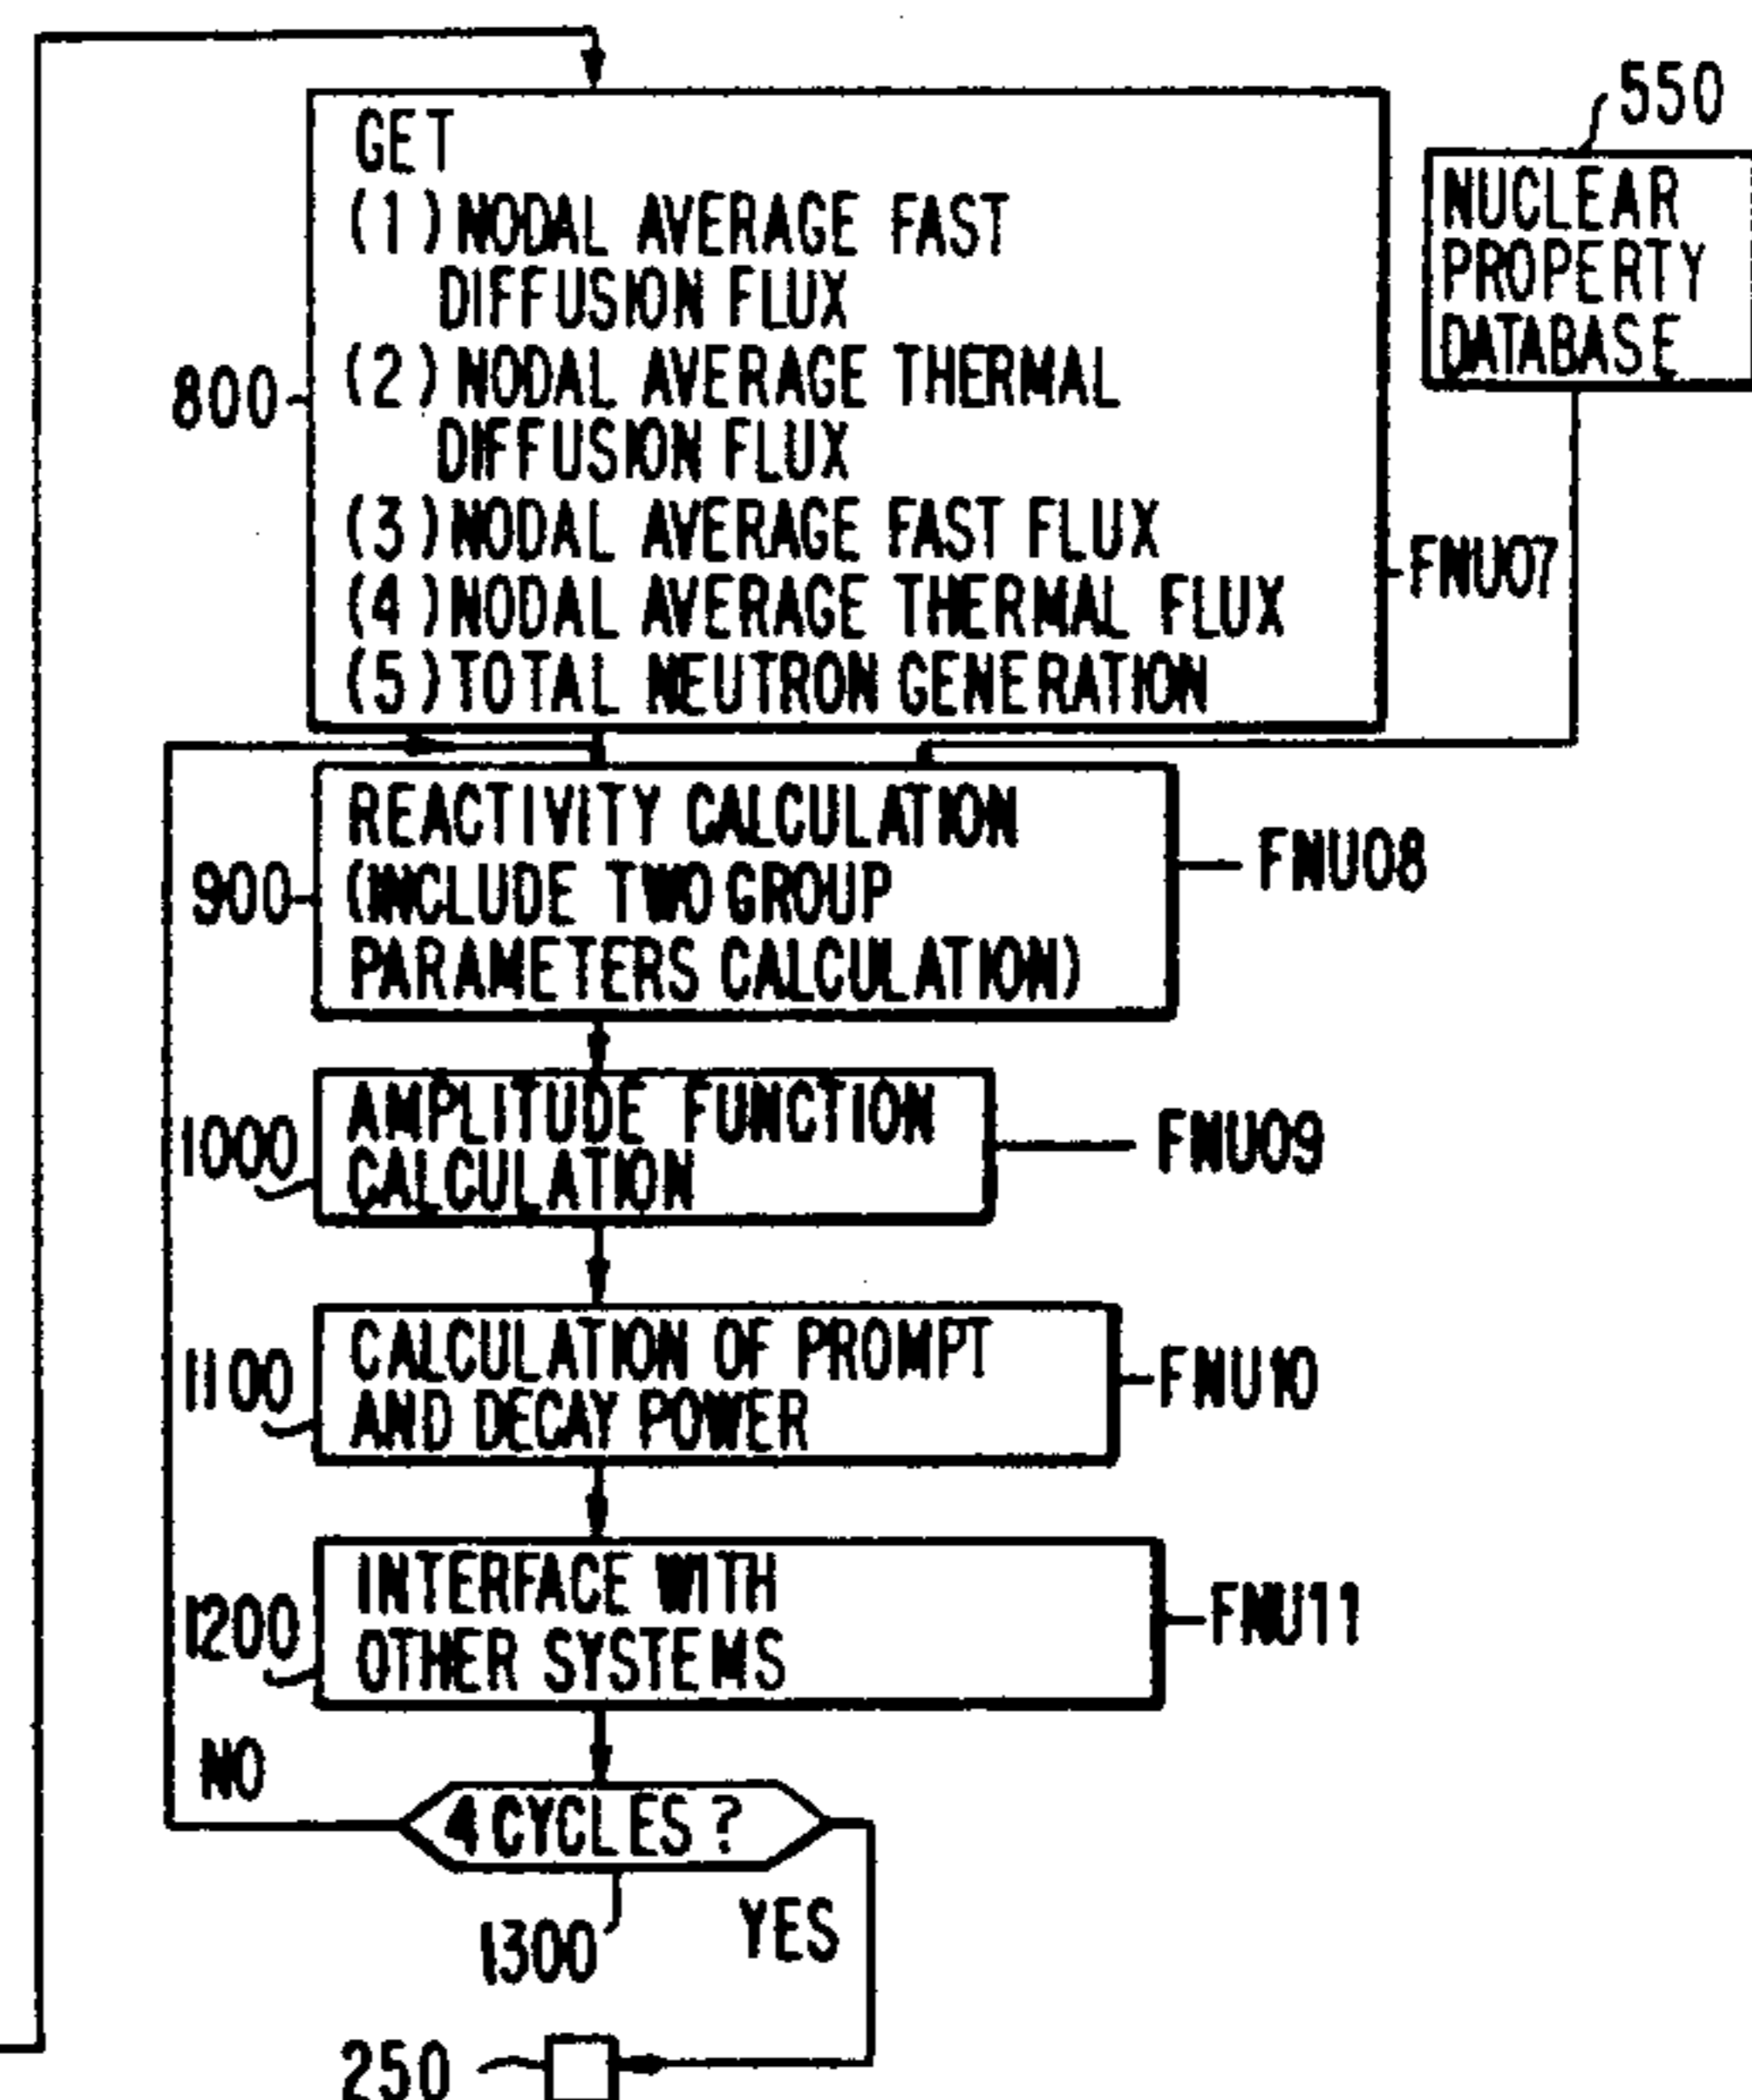 550
GET
(1) NODAL AVERAGE FAST
DIFFUSION FLUX
(2) NODAL AVERAGE THERMAL
DIFFUSION FLUX
(3) NODAL AVERAGE FAST FLUX
(4) NODAL AVERAGE THERMAL FLUX
(5) TOTAL NEUTRON GENERATION
NUCLEAR
PROPERTY
DATABASE
800
FNU07
REACTIVITY CALCULATION
(INCLUDE TWO GROUP
PARAMETERS CALCULATION)
900
FNU08
AMPLITUDE FUNCTION
CALCULATION
1000
FNU09
CALCULATION OF PROMPT
AND DECAY POWER
1100
FNU10
INTERFACE WITH
OTHER SYSTEMS
1200
FNU11
NO
4 CYCLES ?
1300
YES
250